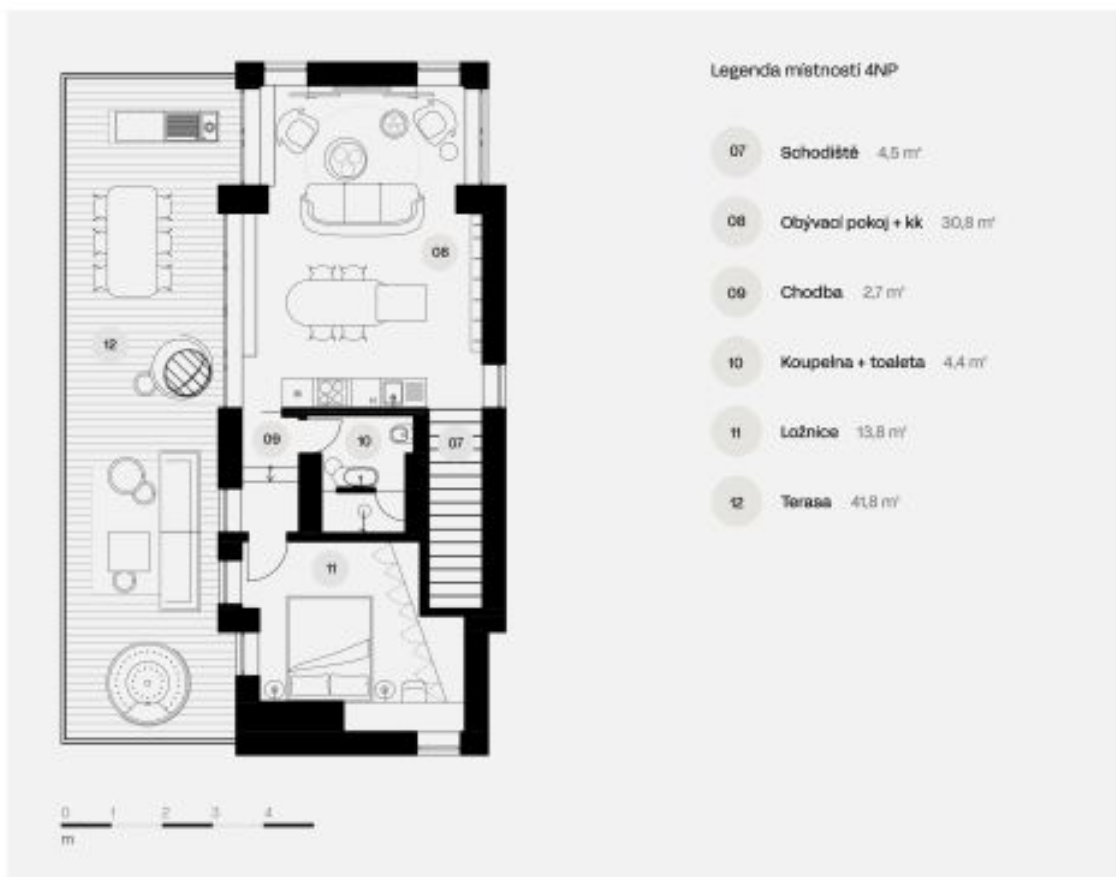 Legenda místností 4NP
07 Schodiště 4,5 m²
08 Obývací pokoj + kk 30,8 m²
09 Chodba 2,7 m²
10 Koupelna + toaleta 4,4 m²
11 Ložnice 13,8 m²
12 Terasa 41,8 m²
08
12
09
10
07
11
0 1 2 3 4
m